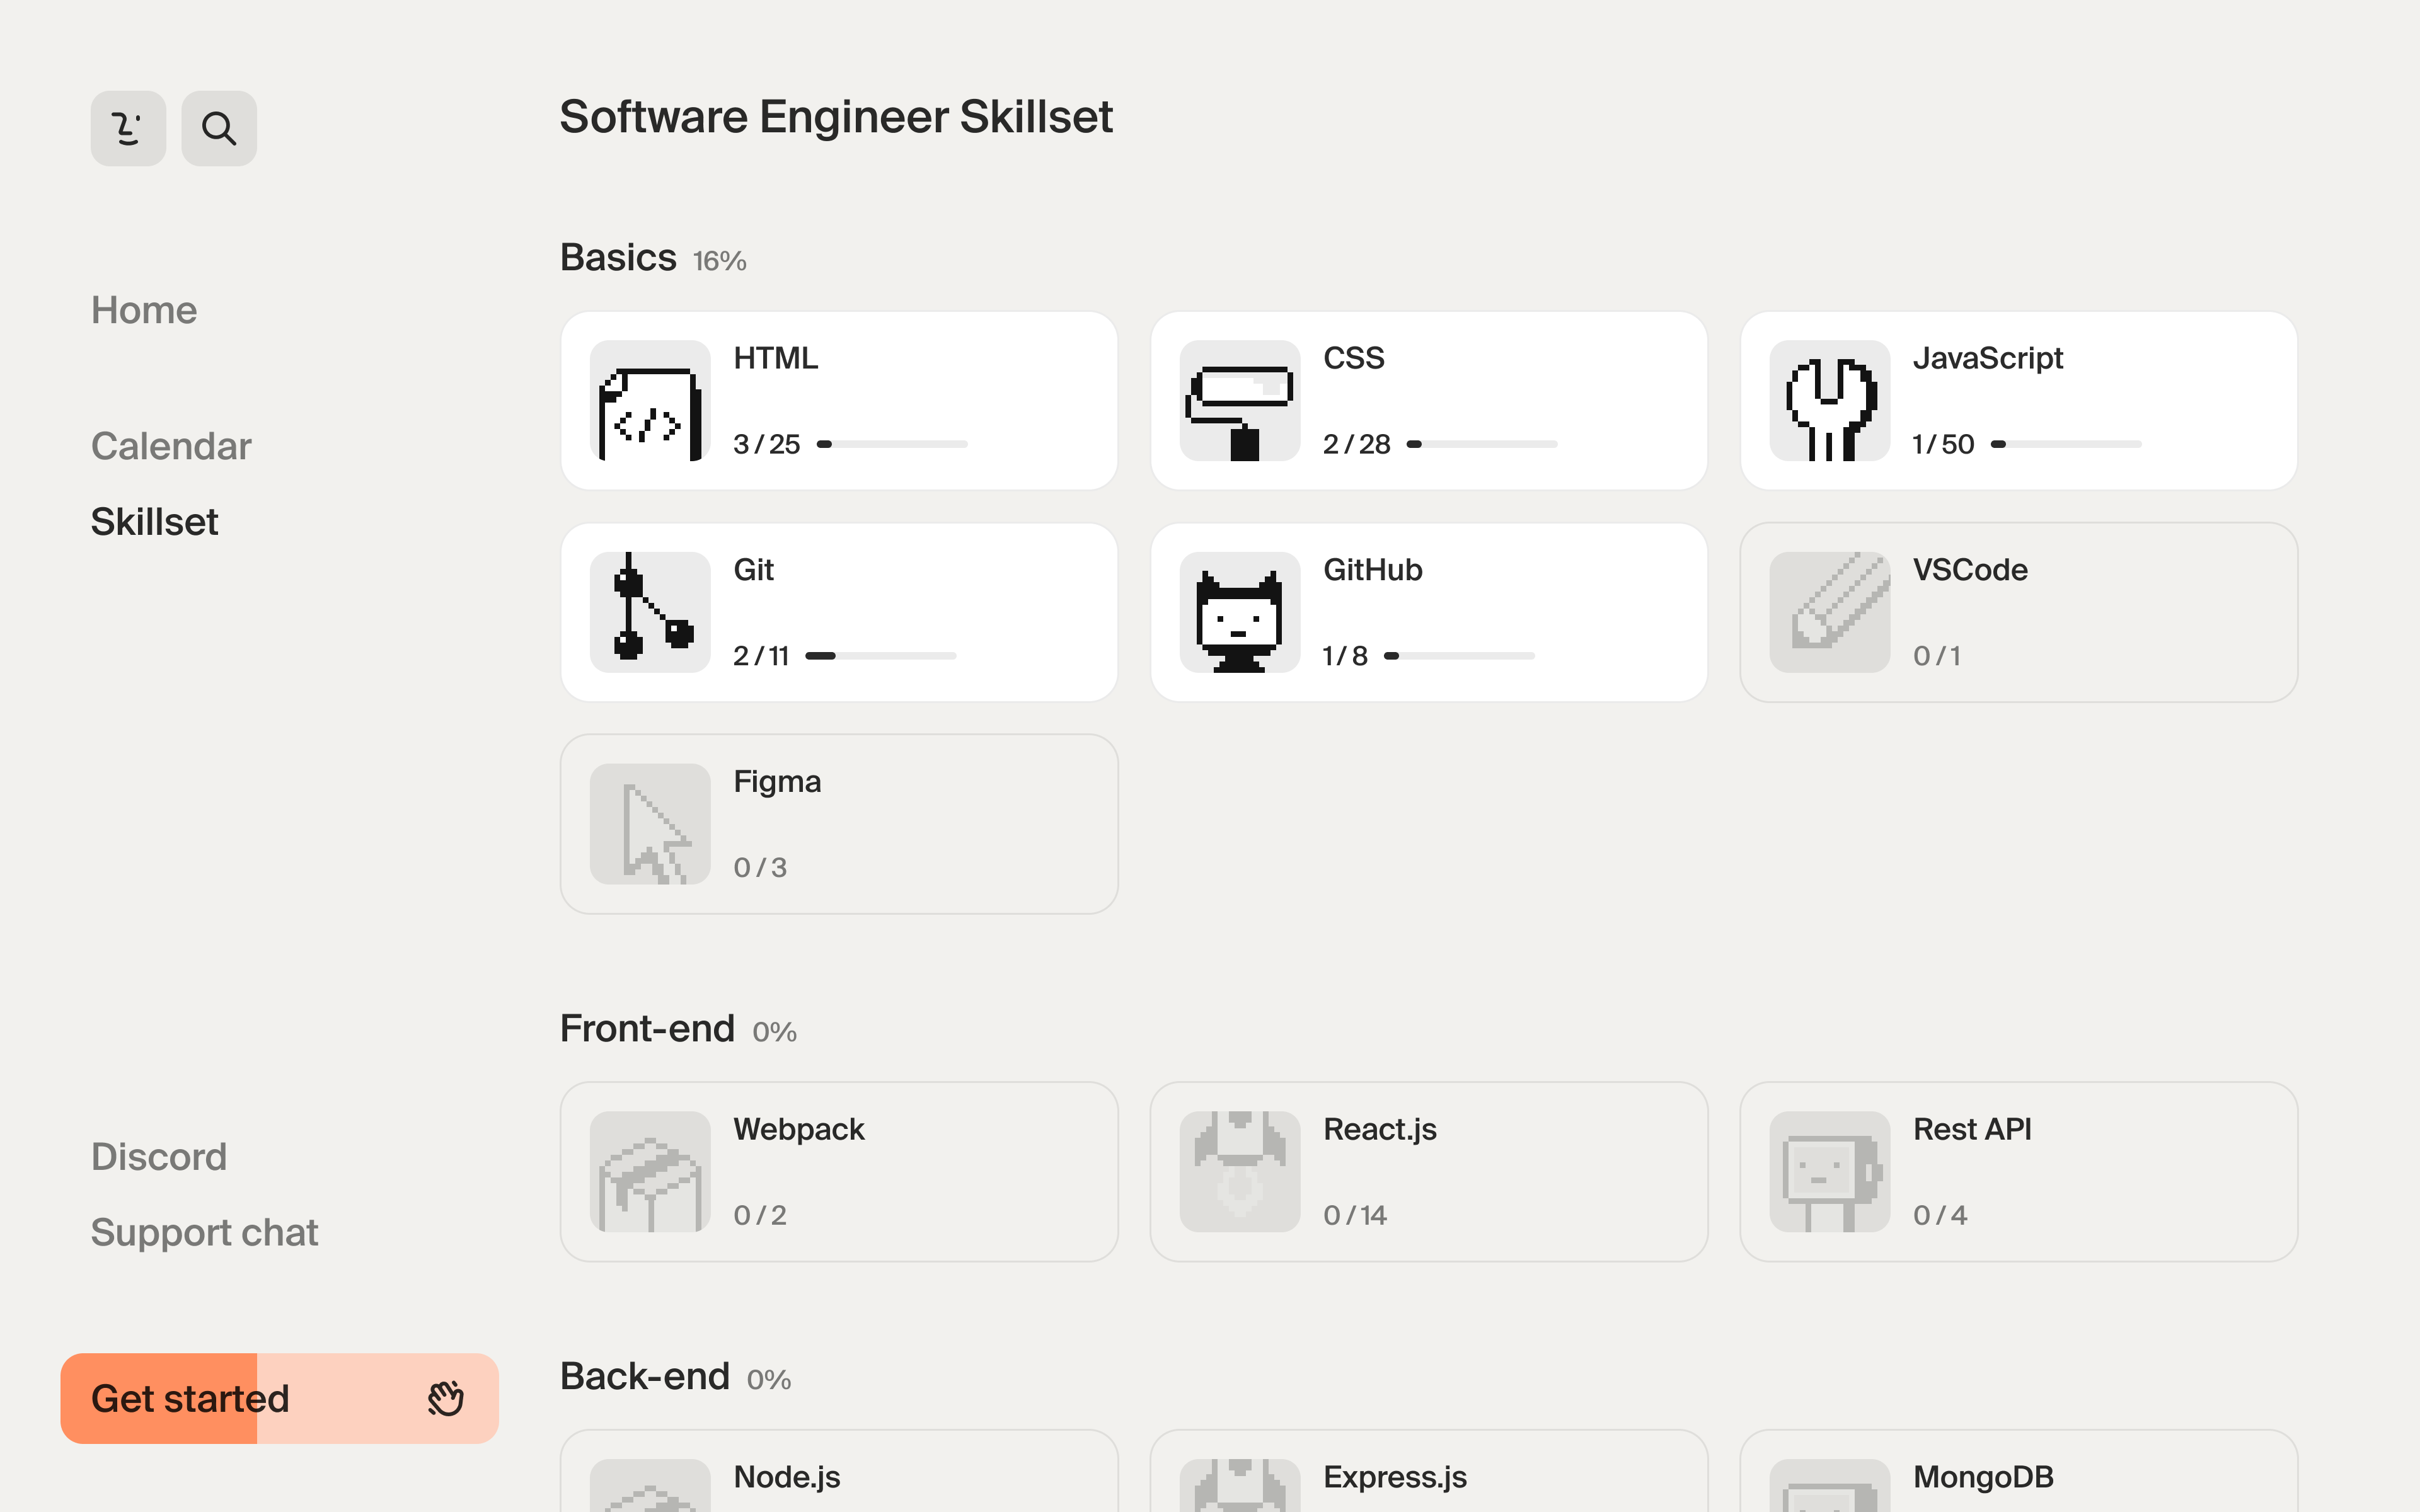 Software Engineer Skillset
Home
Calendar
Skillset
Discord
Support chat
Get started
Basics 16%
HTML
3 / 25
CSS
2 / 28
JavaScript
1 / 50
Git
2 / 11
GitHub
1 / 8
VSCode
0 / 1
Figma
0 / 3
Front-end 0%
Webpack
0 / 2
React.js
0 / 14
Rest API
0 / 4
Back-end 0%
Node.js
Express.js
MongoDB